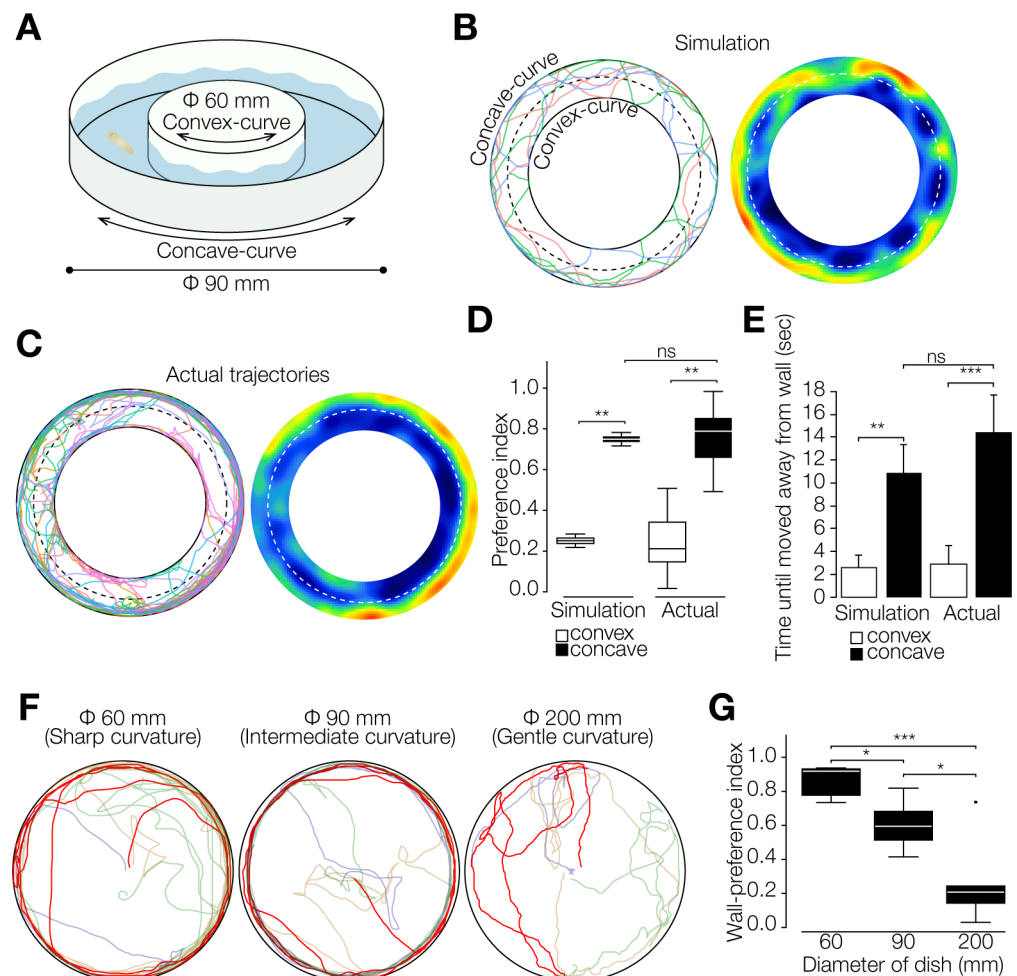 A
Φ 60 mm
Convex-curve
Concave-curve
Φ 90 mm
B
Simulation
Concave-curve
Convex-curve
C
Actual trajectories
D
ns
**
**
Preference index
1.0
0.8
0.6
0.4
0.2
0.0
Simulation Actual
convex
concave
E
Time until moved away from wall (sec)
ns
***
**
18
16
14
12
10
8
6
4
2
0
Simulation Actual
convex
concave
F
Φ 60 mm
(Sharp curvature)
Φ 90 mm
(Intermediate curvature)
Φ 200 mm
(Gentle curvature)
G
Wall-preference index
***
*
*
1.0
0.8
0.6
0.4
0.2
0.0
60 90 200
Diameter of dish (mm)